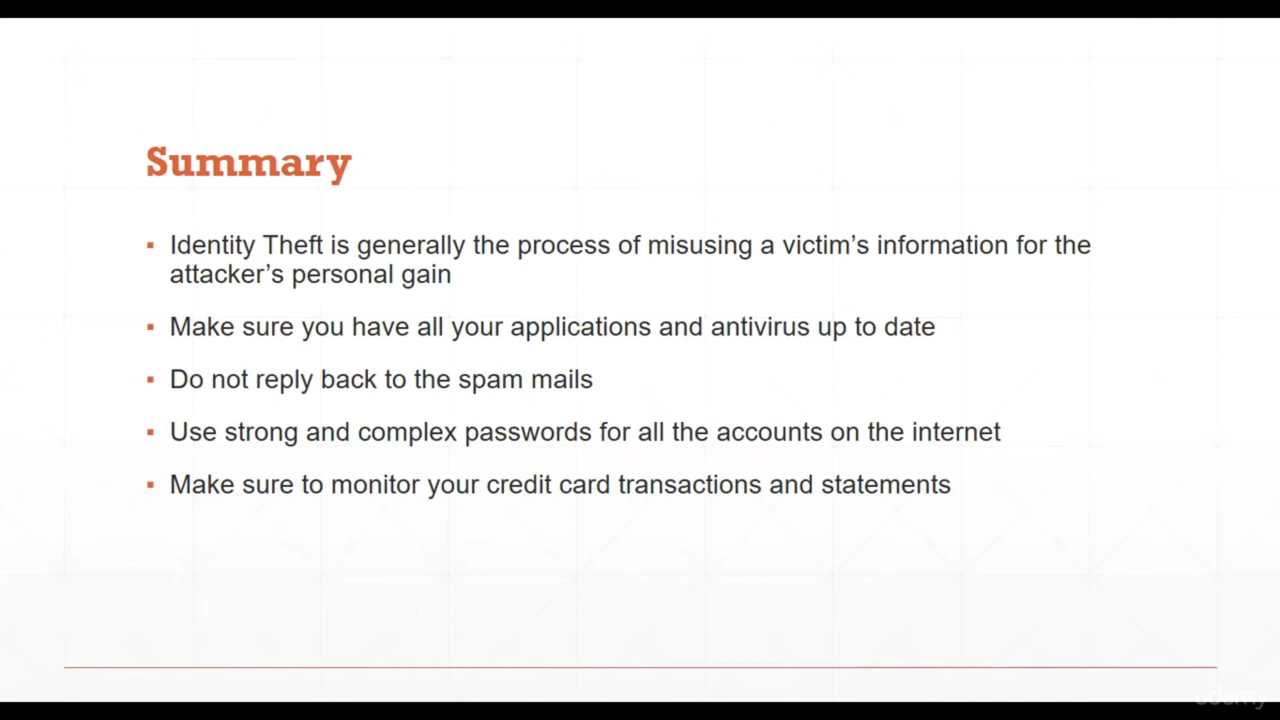 Summary
▪ Identity Theft is generally the process of misusing a victim’s information for the
attacker’s personal gain
▪ Make sure you have all your applications and antivirus up to date
▪ Do not reply back to the spam mails
▪ Use strong and complex passwords for all the accounts on the internet
▪ Make sure to monitor your credit card transactions and statements
udemy